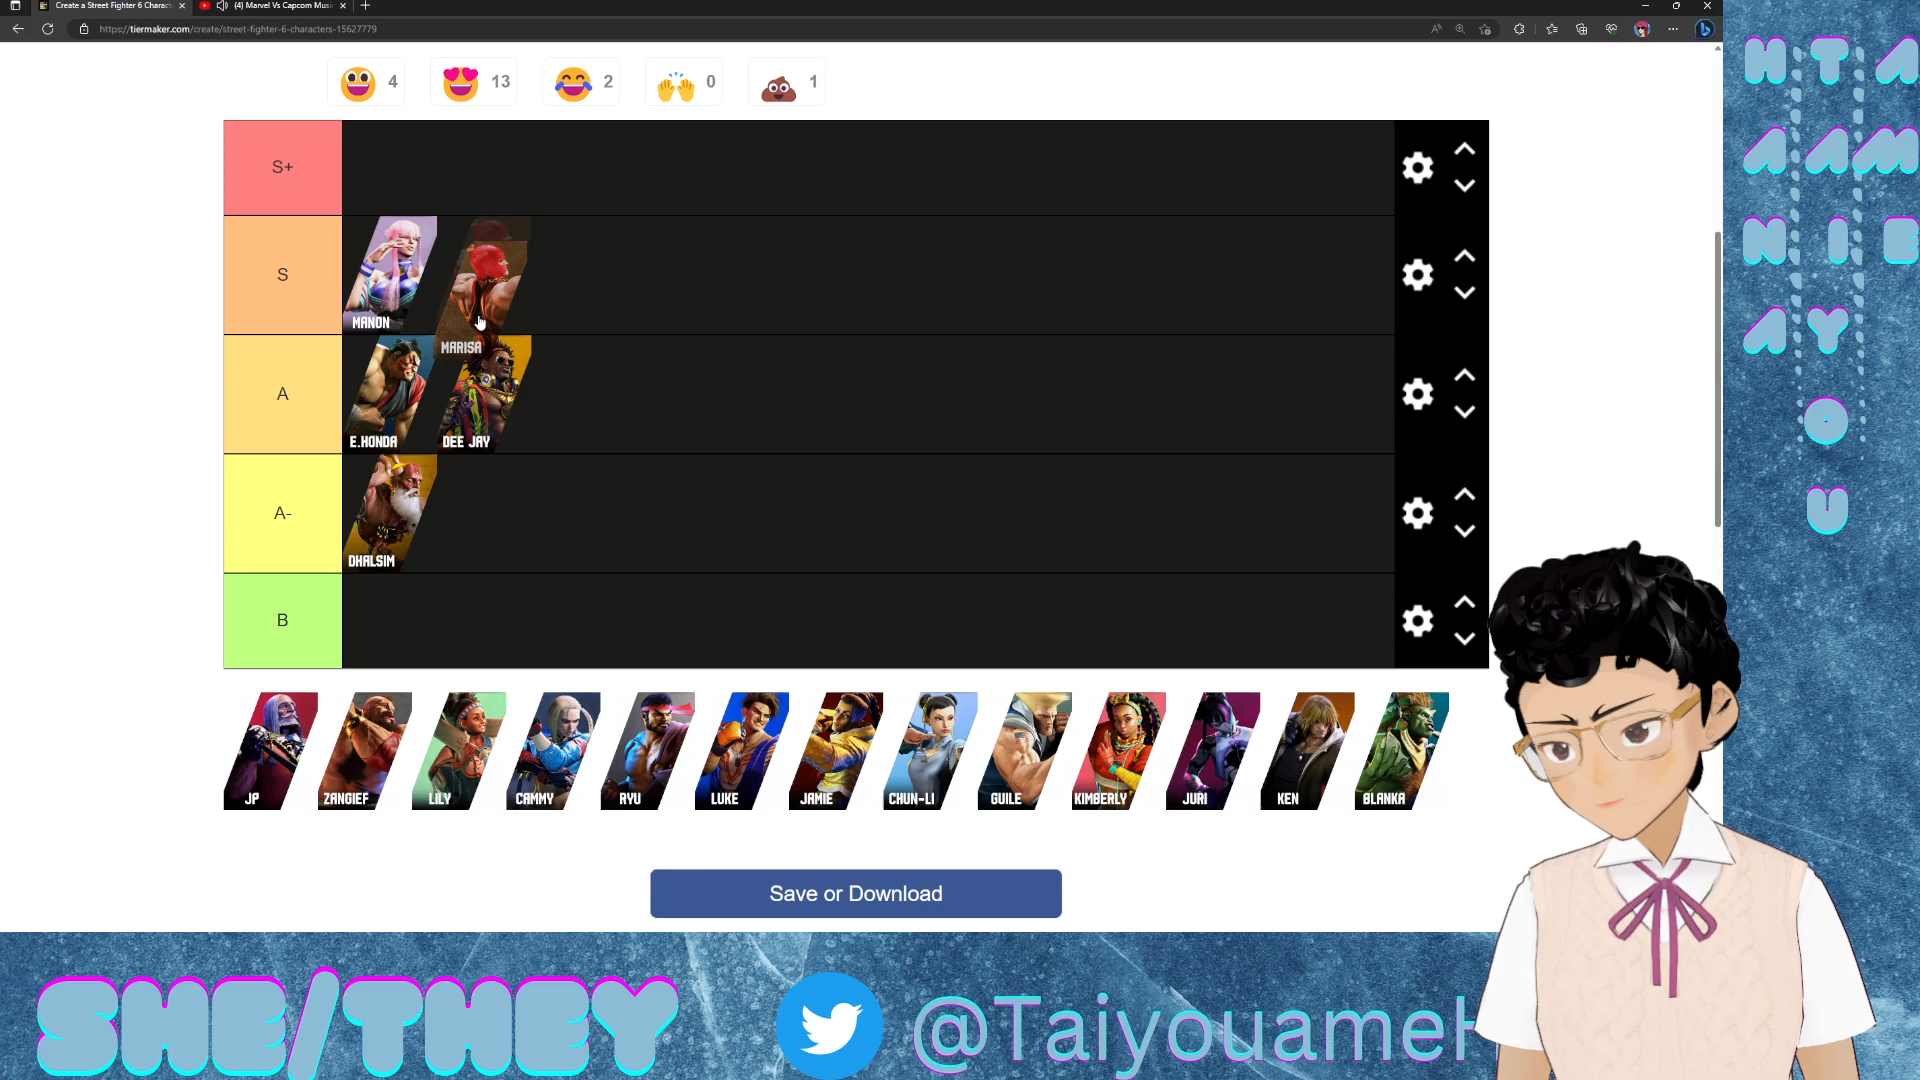 Create a Street Fighter 6 Charact
(4) Marvel Vs Capcom Musi
https://tiermaker.com/create/street-fighter-6-characters-15627779
4
13
2
0
1
S+
S
MANON
MARISA
A
E.HONDA
DEE JAY
A-
DHALSIM
B
JP
ZANGIEF
LILY
CAMMY
RYU
LUKE
JAMIE
CHUN-LI
GUILE
KIMBERLY
JURI
KEN
BLANKA
Save or Download
SHE/THEY
@TaiyouameH
H T A
A A M
N I E
A Y
O
U